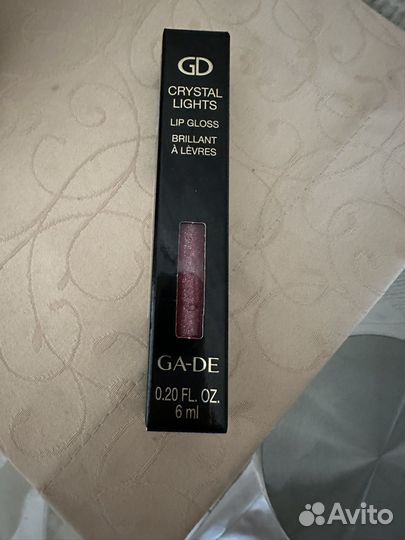 GD
CRYSTAL
LIGHTS
LIP GLOSS
BRILLANT
À LÈVRES
GA-DE
0.20 FL. OZ.
6 ml
Avito